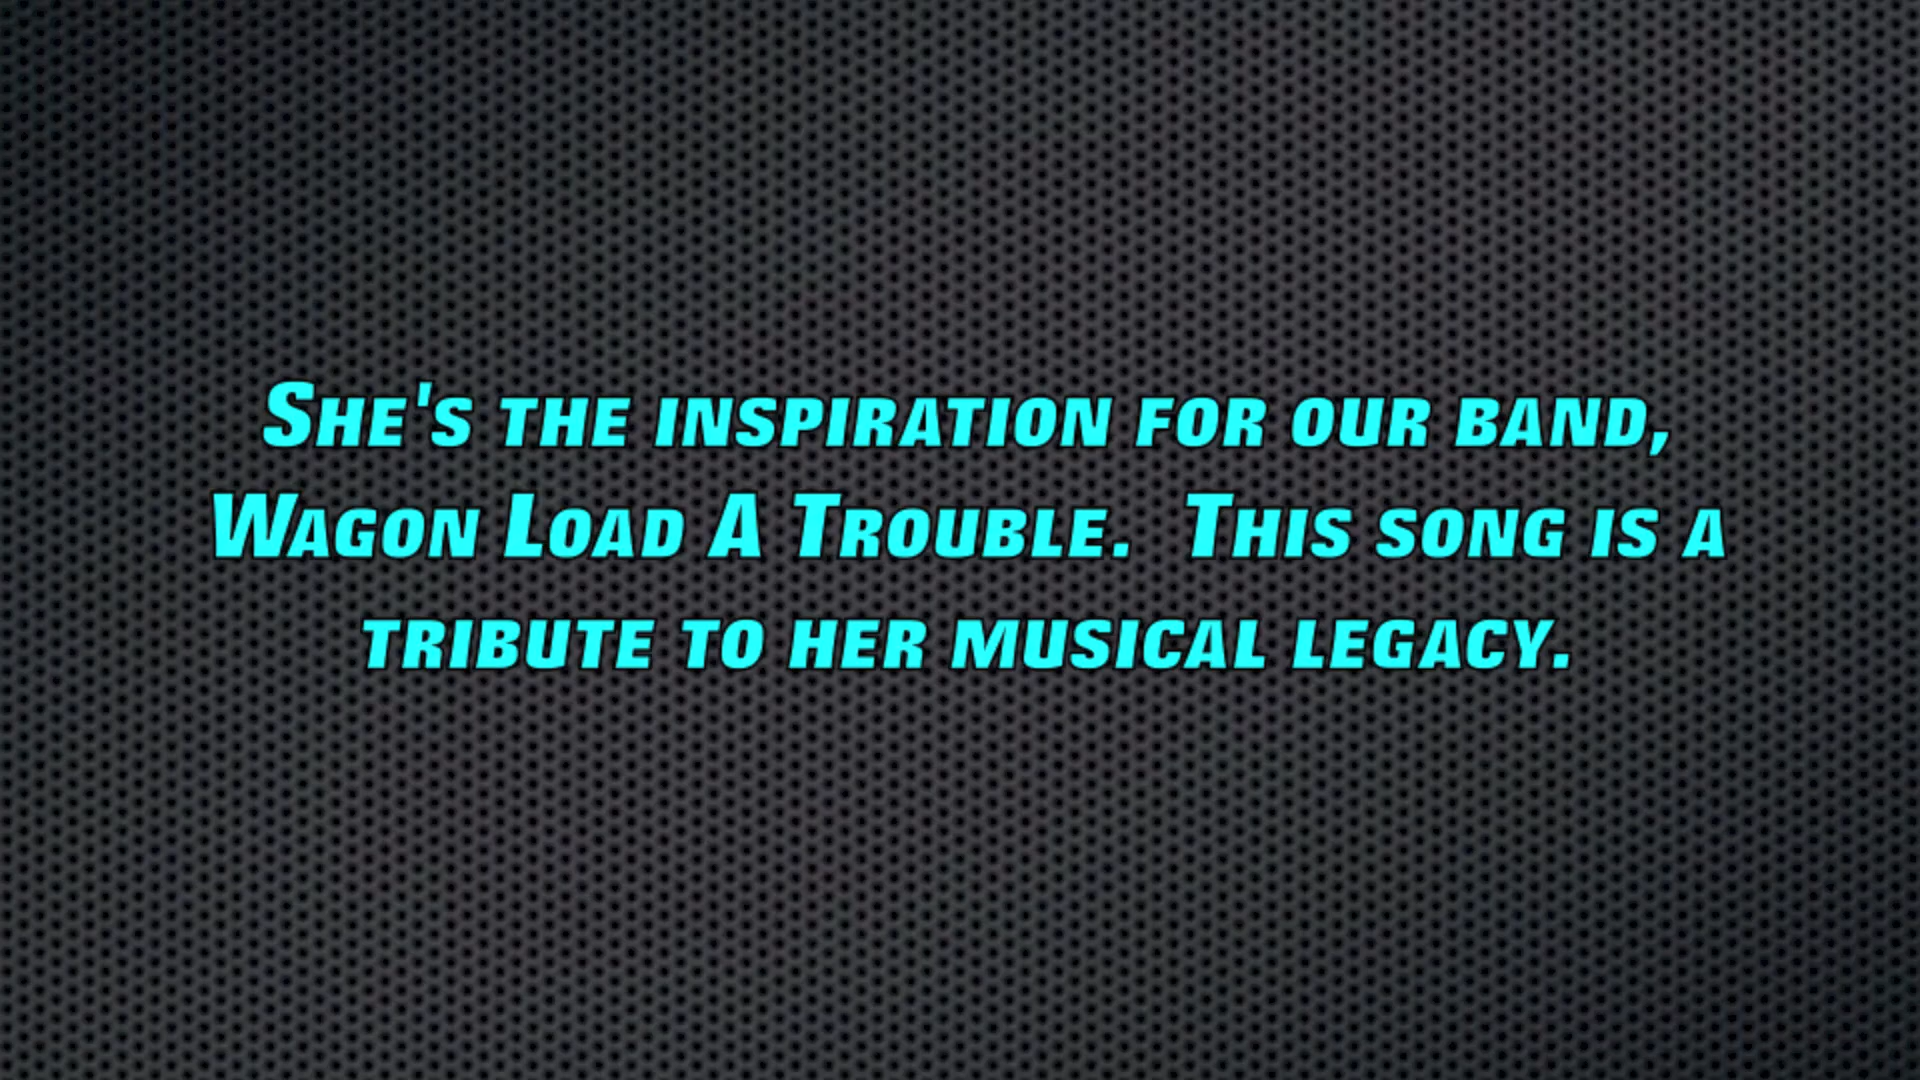 She's the inspiration for our band,
Wagon Load A Trouble.  This song is a
tribute to her musical legacy.